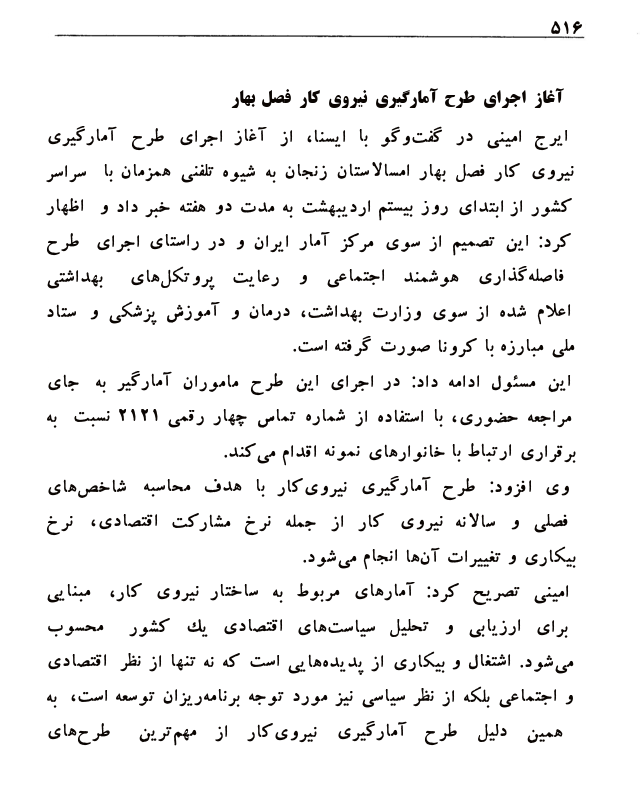 ۵۱۶
آغاز اجرای طرح آمارگیری نیروی کار فصل بهار
ایرج امینی در گفت‌وگو با ایسنا، از آغاز اجرای طرح آمارگیری
نیروی کار فصل بهار امسالاستان زنجان به شیوه تلفنی همزمان با سراسر
کشور از ابتدای روز بیستم اردیبهشت به مدت دو هفته خبر داد و اظهار
کرد: این تصمیم از سوی مرکز آمار ایران و در راستای اجرای طرح
فاصله‌گذاری هوشمند اجتماعی و رعایت پروتکل‌های بهداشتی
اعلام شده از سوی وزارت بهداشت، درمان و آموزش پزشکی و ستاد
ملی مبارزه با کرونا صورت گرفته است.
این مسئول ادامه داد: در اجرای این طرح ماموران آمارگیر به جای
مراجعه حضوری، با استفاده از شماره تماس چهار رقمی ۲۱۲۱ نسبت به
برقراری ارتباط با خانوارهای نمونه اقدام می‌کند.
وی افزود: طرح آمارگیری نیروی‌کار با هدف محاسبه شاخص‌های
فصلی و سالانه نیروی کار از جمله نرخ مشارکت اقتصادی، نرخ
بیکاری و تغییرات آن‌ها انجام می‌شود.
امینی تصریح کرد: آمارهای مربوط به ساختار نیروی کار، مبنایی
برای ارزیابی و تحلیل سیاست‌های اقتصادی یك کشور محسوب
می‌شود. اشتغال و بیکاری از پدیده‌هایی است که نه تنها از نظر اقتصادی
و اجتماعی بلکه از نظر سیاسی نیز مورد توجه برنامه‌ریزان توسعه است، به
همین دلیل طرح آمارگیری نیروی‌کار از مهم‌ترین طرح‌های